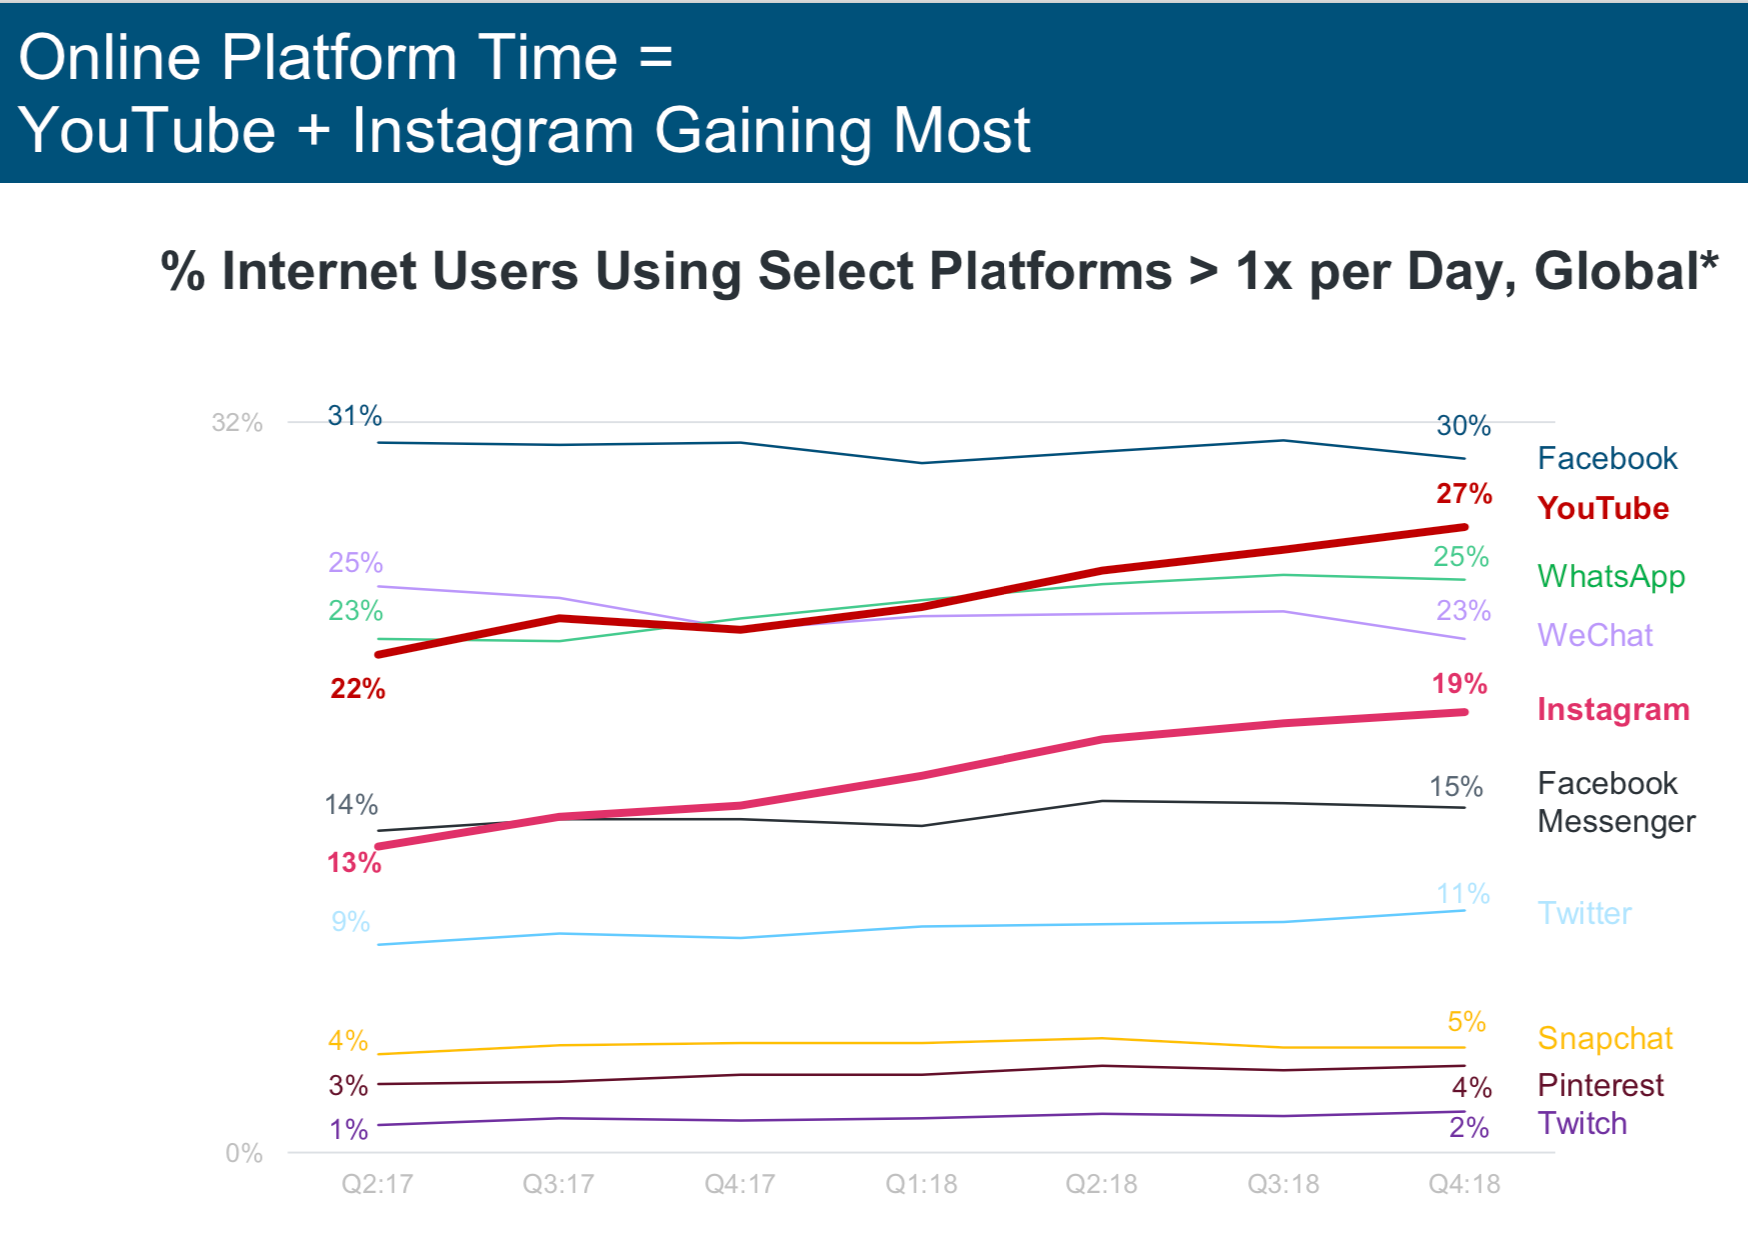 Online Platform Time =
YouTube + Instagram Gaining Most
% Internet Users Using Select Platforms > 1x per Day, Global*
32%
31%
30%
Facebook
27%
YouTube
25%
25%
WhatsApp
23%
23%
WeChat
22%
19%
Instagram
14%
15%
Facebook
Messenger
13%
9%
11%
Twitter
4%
5%
Snapchat
3%
4%
Pinterest
1%
2%
Twitch
0%
Q2:17 Q3:17 Q4:17 Q1:18 Q2:18 Q3:18 Q4:18